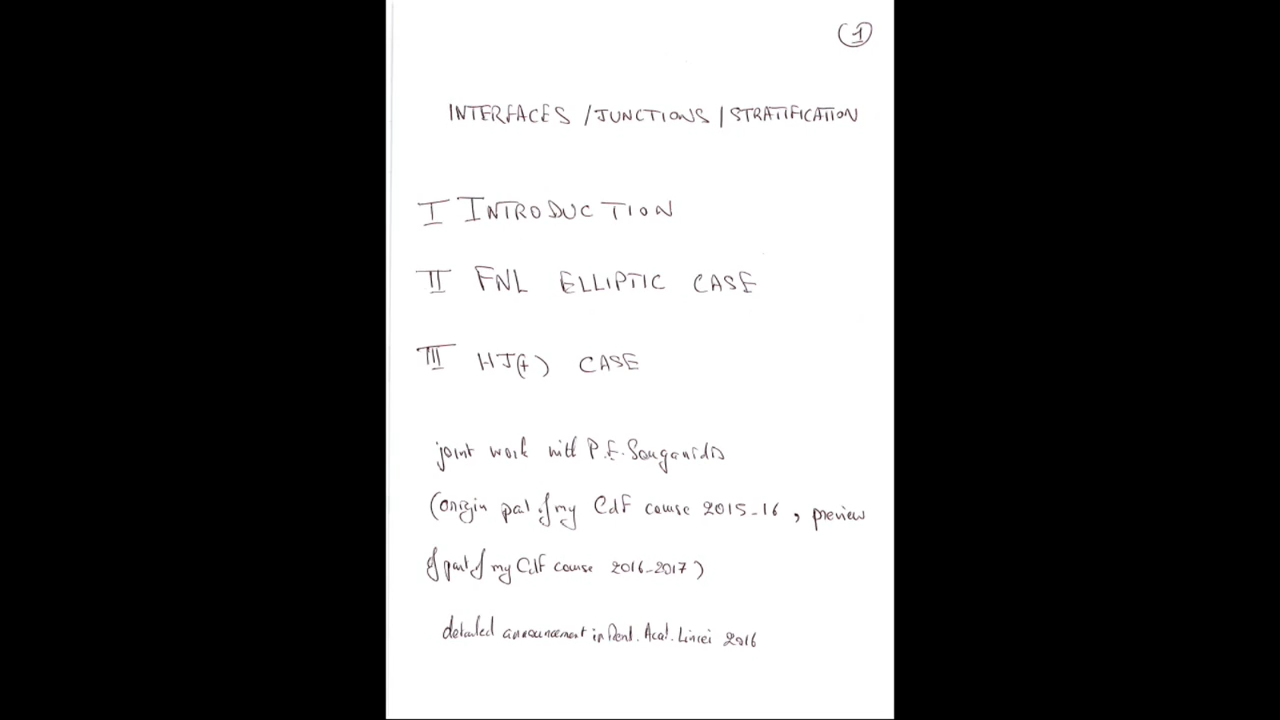 1
INTERFACES / JUNCTIONS / STRATIFICATION
I INTRODUCTION
II FNL ELLIPTIC CASE
III HJ(+) CASE
joint work with P.E. Souganidis
(origin part of my CdF course 2015-16, preview
of part of my CdF course 2016-2017)
detailed announcement in Rend. Acad. Lincei 2016